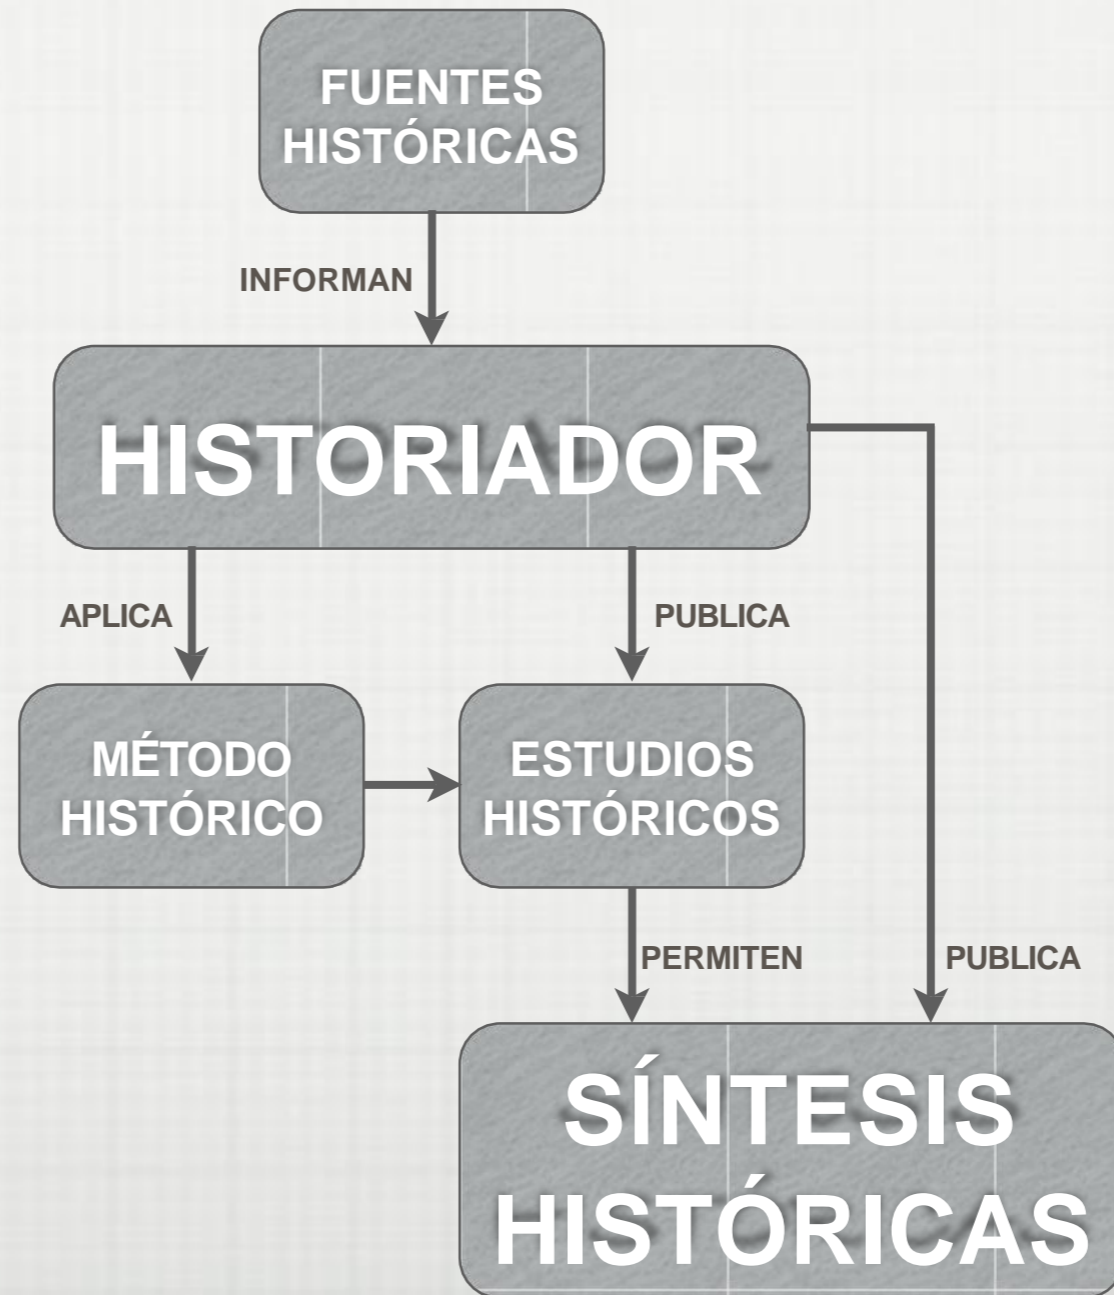 FUENTES
HISTÓRICAS
INFORMAN
HISTORIADOR
APLICA
PUBLICA
MÉTODO
HISTÓRICO
ESTUDIOS
HISTÓRICOS
PERMITEN
PUBLICA
SÍNTESIS
HISTÓRICAS